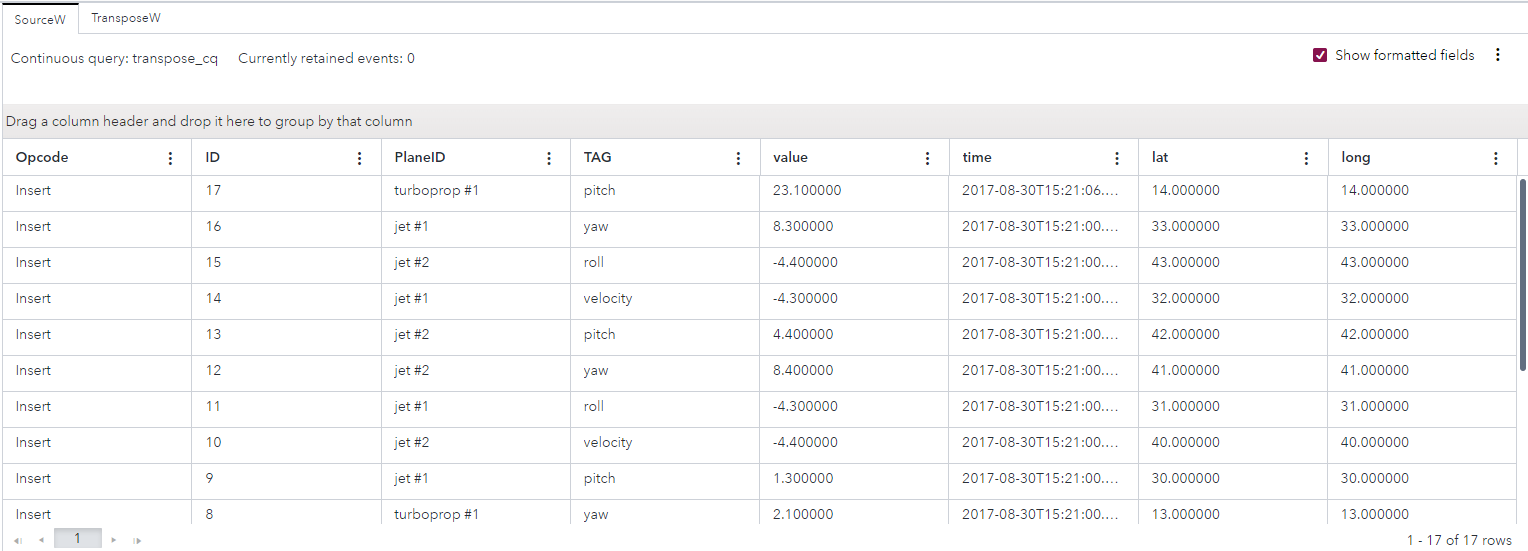 SourceW TransposeW
Continuous query: transpose_cq Currently retained events: 0 Show formatted fields
Drag a column header and drop it here to group by that column
Opcode ID PlaneID TAG value time lat long
Insert 17 turboprop #1 pitch 23.100000 2017-08-30T15:21:06.... 14.000000 14.000000
Insert 16 jet #1 yaw 8.300000 2017-08-30T15:21:00.... 33.000000 33.000000
Insert 15 jet #2 roll -4.400000 2017-08-30T15:21:00.... 43.000000 43.000000
Insert 14 jet #1 velocity -4.300000 2017-08-30T15:21:00.... 32.000000 32.000000
Insert 13 jet #2 pitch 4.400000 2017-08-30T15:21:00.... 42.000000 42.000000
Insert 12 jet #2 yaw 8.400000 2017-08-30T15:21:00.... 41.000000 41.000000
Insert 11 jet #1 roll -4.300000 2017-08-30T15:21:00.... 31.000000 31.000000
Insert 10 jet #2 velocity -4.400000 2017-08-30T15:21:00.... 40.000000 40.000000
Insert 9 jet #1 pitch 1.300000 2017-08-30T15:21:00.... 30.000000 30.000000
Insert 8 turboprop #1 yaw 2.100000 2017-08-30T15:21:00.... 13.000000 13.000000
1 1 - 17 of 17 rows